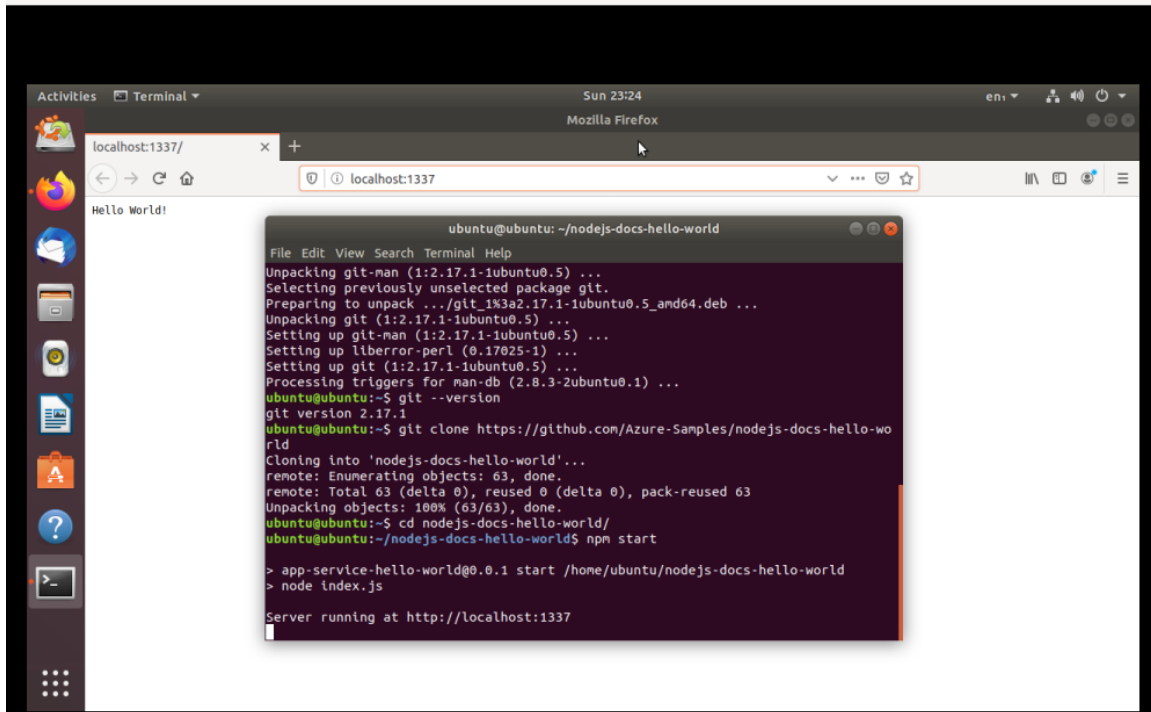 Activities Terminal Sun 23:24 en₁
Mozilla Firefox
localhost:1337/
localhost:1337
Hello World!
ubuntu@ubuntu: ~/nodejs-docs-hello-world
File Edit View Search Terminal Help
Unpacking git-man (1:2.17.1-1ubuntu0.5) ...
Selecting previously unselected package git.
Preparing to unpack .../git_1%3a2.17.1-1ubuntu0.5_amd64.deb ...
Unpacking git (1:2.17.1-1ubuntu0.5) ...
Setting up git-man (1:2.17.1-1ubuntu0.5) ...
Setting up liberror-perl (0.17025-1) ...
Setting up git (1:2.17.1-1ubuntu0.5) ...
Processing triggers for man-db (2.8.3-2ubuntu0.1) ...
ubuntu@ubuntu:~$ git --version
git version 2.17.1
ubuntu@ubuntu:~$ git clone https://github.com/Azure-Samples/nodejs-docs-hello-wo
rld
Cloning into 'nodejs-docs-hello-world'...
remote: Enumerating objects: 63, done.
remote: Total 63 (delta 0), reused 0 (delta 0), pack-reused 63
Unpacking objects: 100% (63/63), done.
ubuntu@ubuntu:~$ cd nodejs-docs-hello-world/
ubuntu@ubuntu:~/nodejs-docs-hello-world$ npm start
> app-service-hello-world@0.0.1 start /home/ubuntu/nodejs-docs-hello-world
> node index.js
Server running at http://localhost:1337